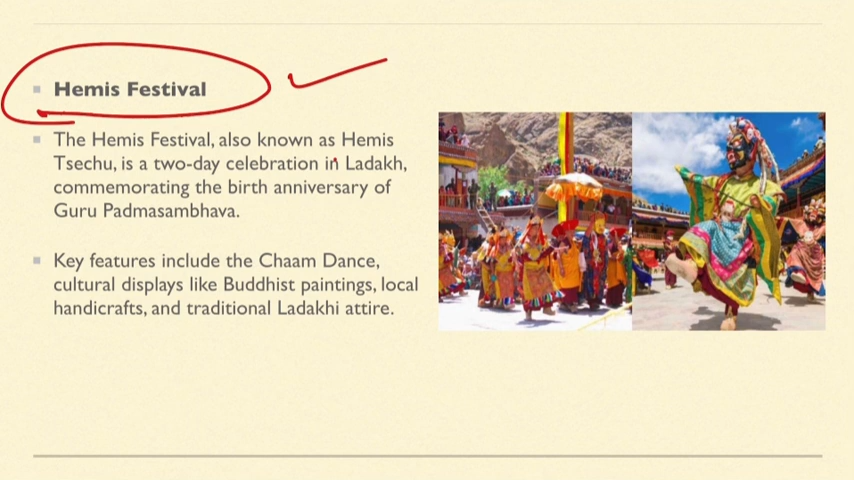 Hemis Festival
The Hemis Festival, also known as Hemis
Tsechu, is a two-day celebration in Ladakh,
commemorating the birth anniversary of
Guru Padmasambhava.
Key features include the Chaam Dance,
cultural displays like Buddhist paintings, local
handicrafts, and traditional Ladakhi attire.